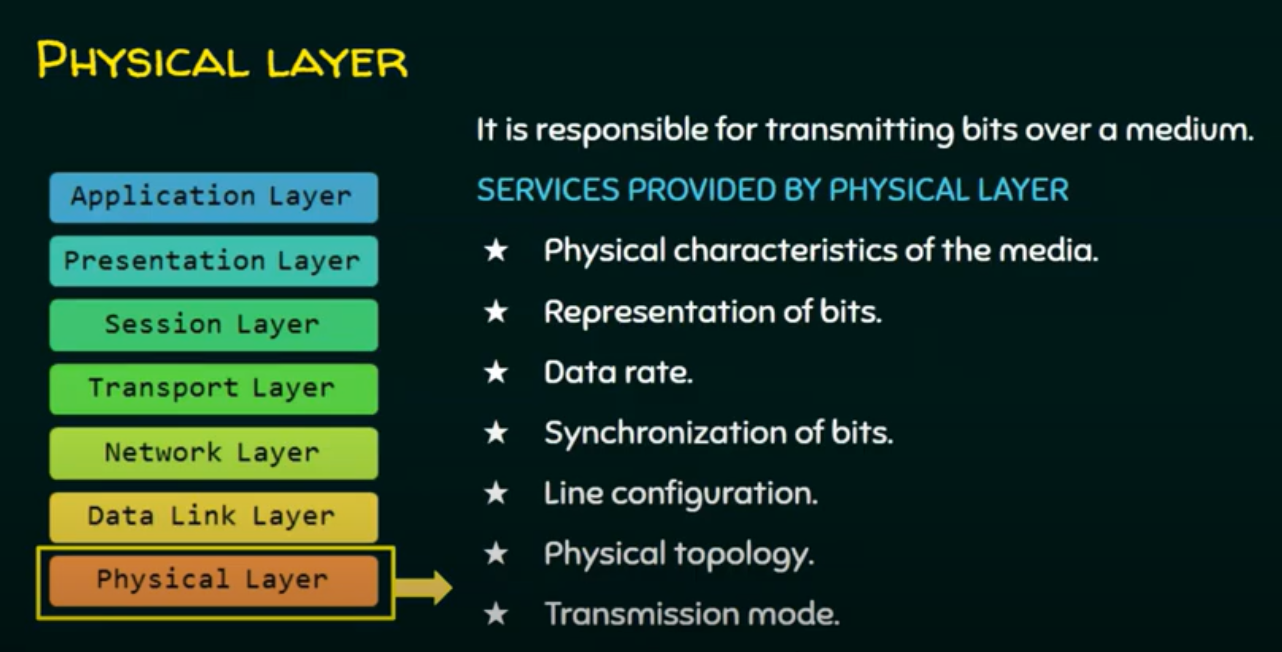 PHYSICAL LAYER
Application Layer
Presentation Layer
Session Layer
Transport Layer
Network Layer
Data Link Layer
Physical Layer
It is responsible for transmitting bits over a medium.
SERVICES PROVIDED BY PHYSICAL LAYER
★ Physical characteristics of the media.
★ Representation of bits.
★ Data rate.
★ Synchronization of bits.
★ Line configuration.
★ Physical topology.
★ Transmission mode.